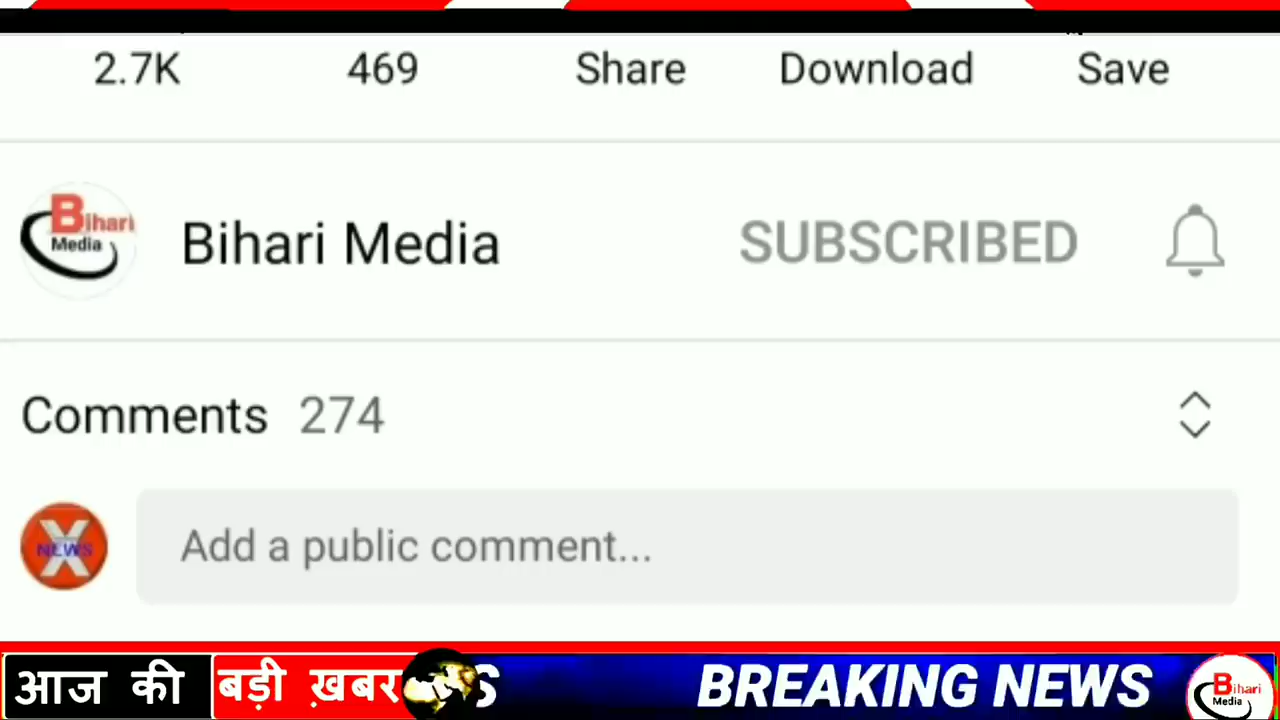 2.7K 469 Share Download Save
Bihari Media
Bihari Media SUBSCRIBED
Comments 274
X NEWS
Add a public comment...
आज की बड़ी ख़बर S BREAKING NEWS
Bihari Media